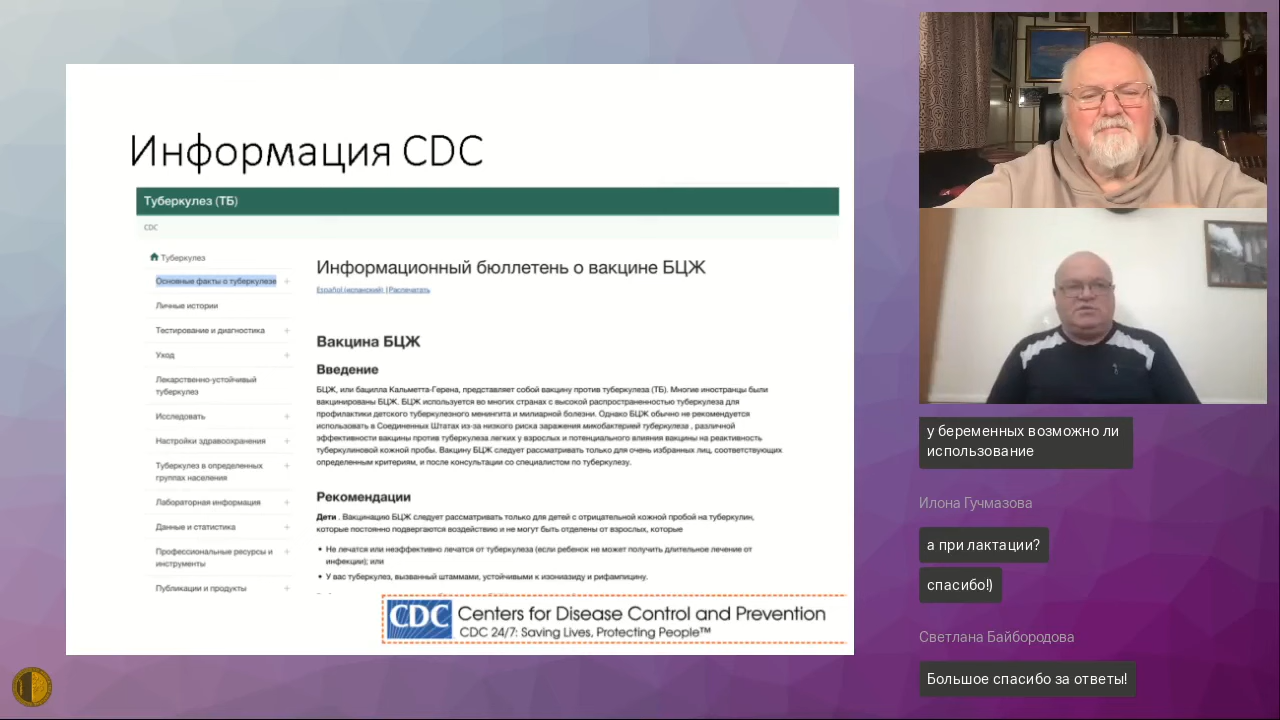 Информация CDC
Туберкулез (ТБ)
CDC
Туберкулез
Основные факты о туберкулезе +
Личные истории
Тестирование и диагностика +
Уход +
Лекарственно-устойчивый
туберкулез
Исследовать +
Настройки здравоохранения +
Туберкулез в определенных +
группах населения
Лабораторная информация +
Данные и статистика +
Профессиональные ресурсы и +
инструменты
Публикации и продукты +
Информационный бюллетень о вакцине БЦЖ
Español (испанский) | Распечатать
Вакцина БЦЖ
Введение
БЦЖ, или бацилла Кальметта-Герена, представляет собой вакцину против туберкулеза (ТБ). Многие иностранцы были
вакцинированы БЦЖ. БЦЖ используется во многих странах с высокой распространенностью туберкулеза для
профилактики детского туберкулезного менингита и милиарной болезни. Однако БЦЖ обычно не рекомендуется
использовать в Соединенных Штатах из-за низкого риска заражения микобактерией туберкулеза , различной
эффективности вакцины против туберкулеза легких у взрослых и потенциального влияния вакцины на реактивность
туберкулиновой кожной пробы. Вакцину БЦЖ следует рассматривать только для очень избранных лиц, соответствующих
определенным критериям, и после консультации со специалистом по туберкулезу.
Рекомендации
Дети . Вакцинацию БЦЖ следует рассматривать только для детей с отрицательной кожной пробой на туберкулин,
которые постоянно подвергаются воздействию и не могут быть отделены от взрослых, которые
• Не лечатся или неэффективно лечатся от туберкулеза (если ребенок не может получить длительное лечение от
инфекции); или
• У вас туберкулез, вызванный штаммами, устойчивыми к изониазиду и рифампицину.
CDC Centers for Disease Control and Prevention
CDC 24/7: Saving Lives, Protecting People™
у беременных возможно ли
использование
Илона Гучмазова
а при лактации?
спасибо!)
Светлана Байбородова
Большое спасибо за ответы!